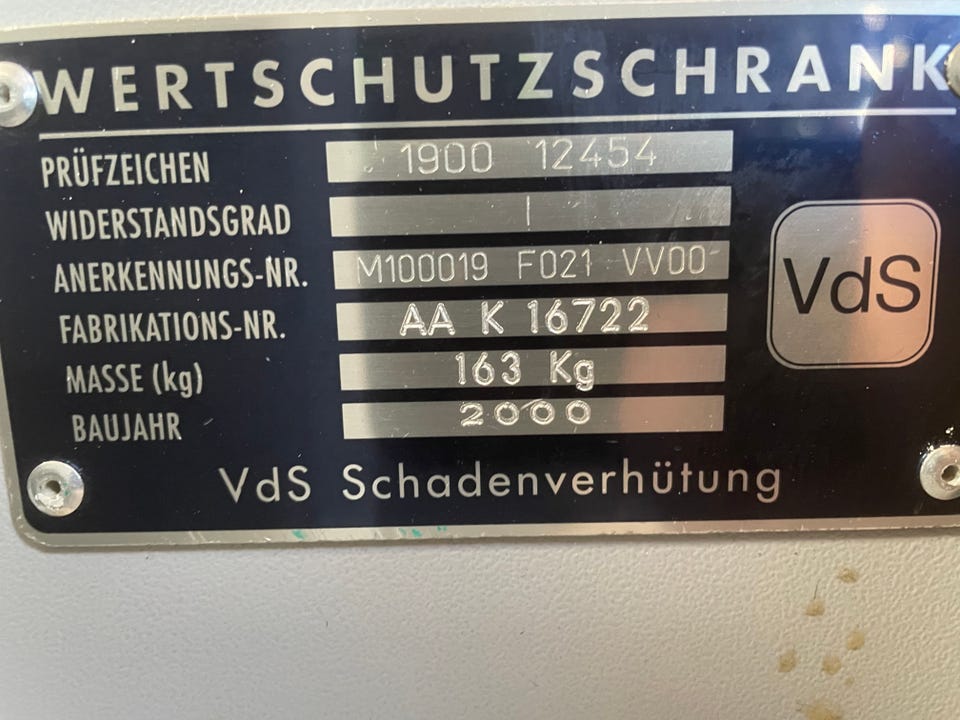 WERTSCHUTZSCHRANK
PRÜFZEICHEN 1900 12454
WIDERSTANDSGRAD I
ANERKENNUNGS-NR. M100019 F021 VV00
FABRIKATIONS-NR. AA K 16722
MASSE (kg) 163 Kg
BAUJAHR 2000
VdS
VdS Schadenverhütung